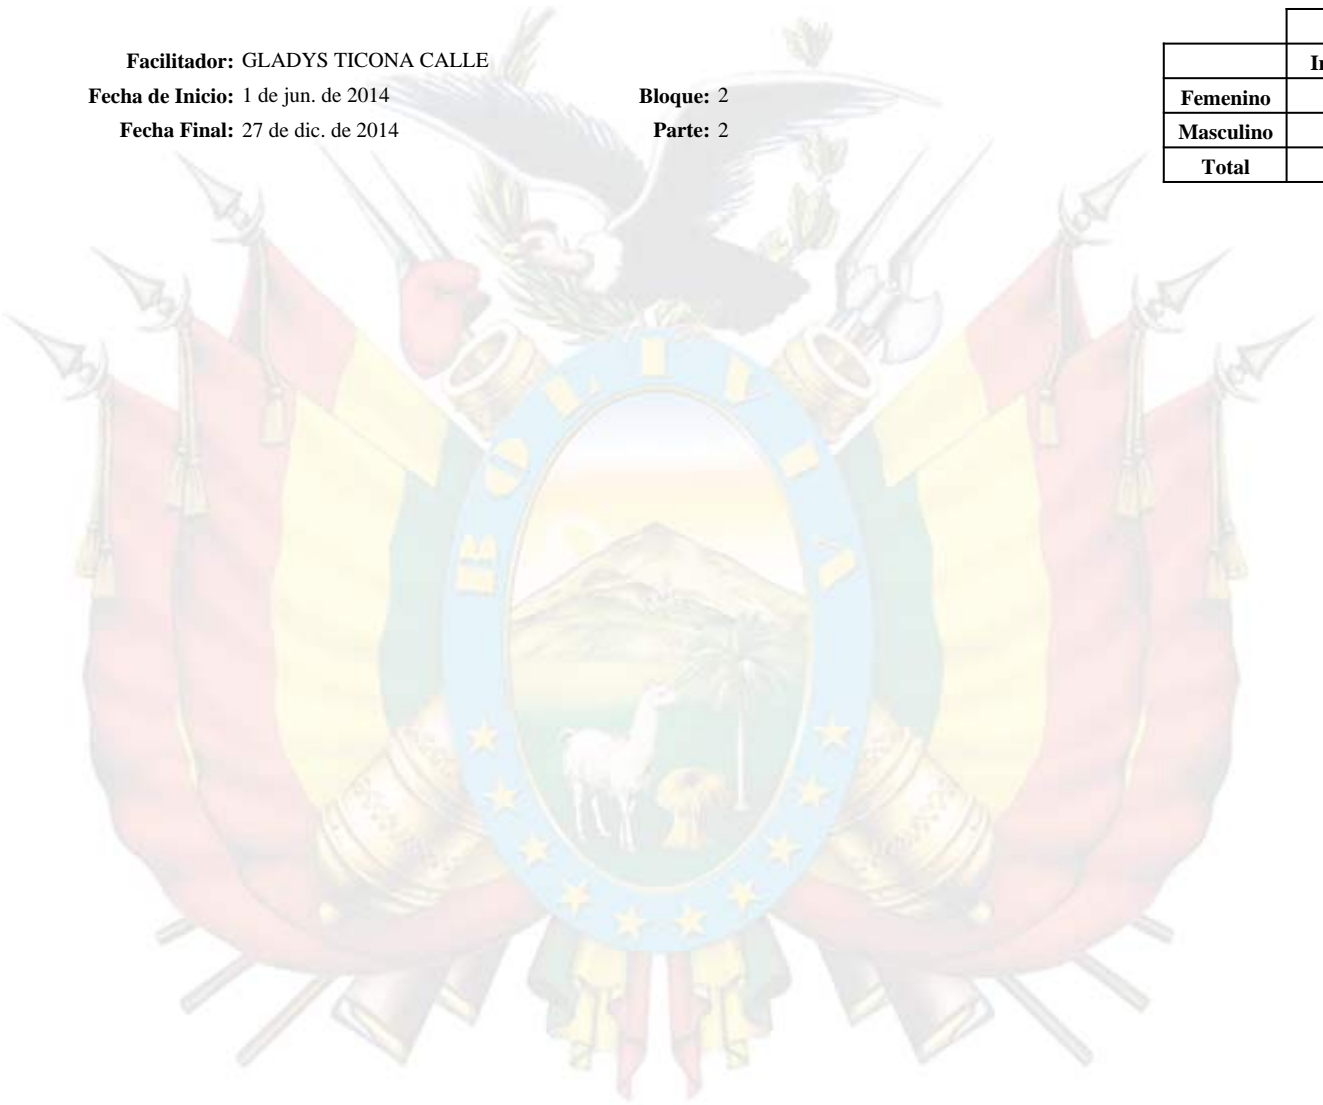 Facilitador: GLADYS TICONA CALLE
Fecha de Inicio: 1 de jun. de 2014 Bloque: 2
Fecha Final: 27 de dic. de 2014 Parte: 2
Femenino
Masculino
Total
BOLIVIA